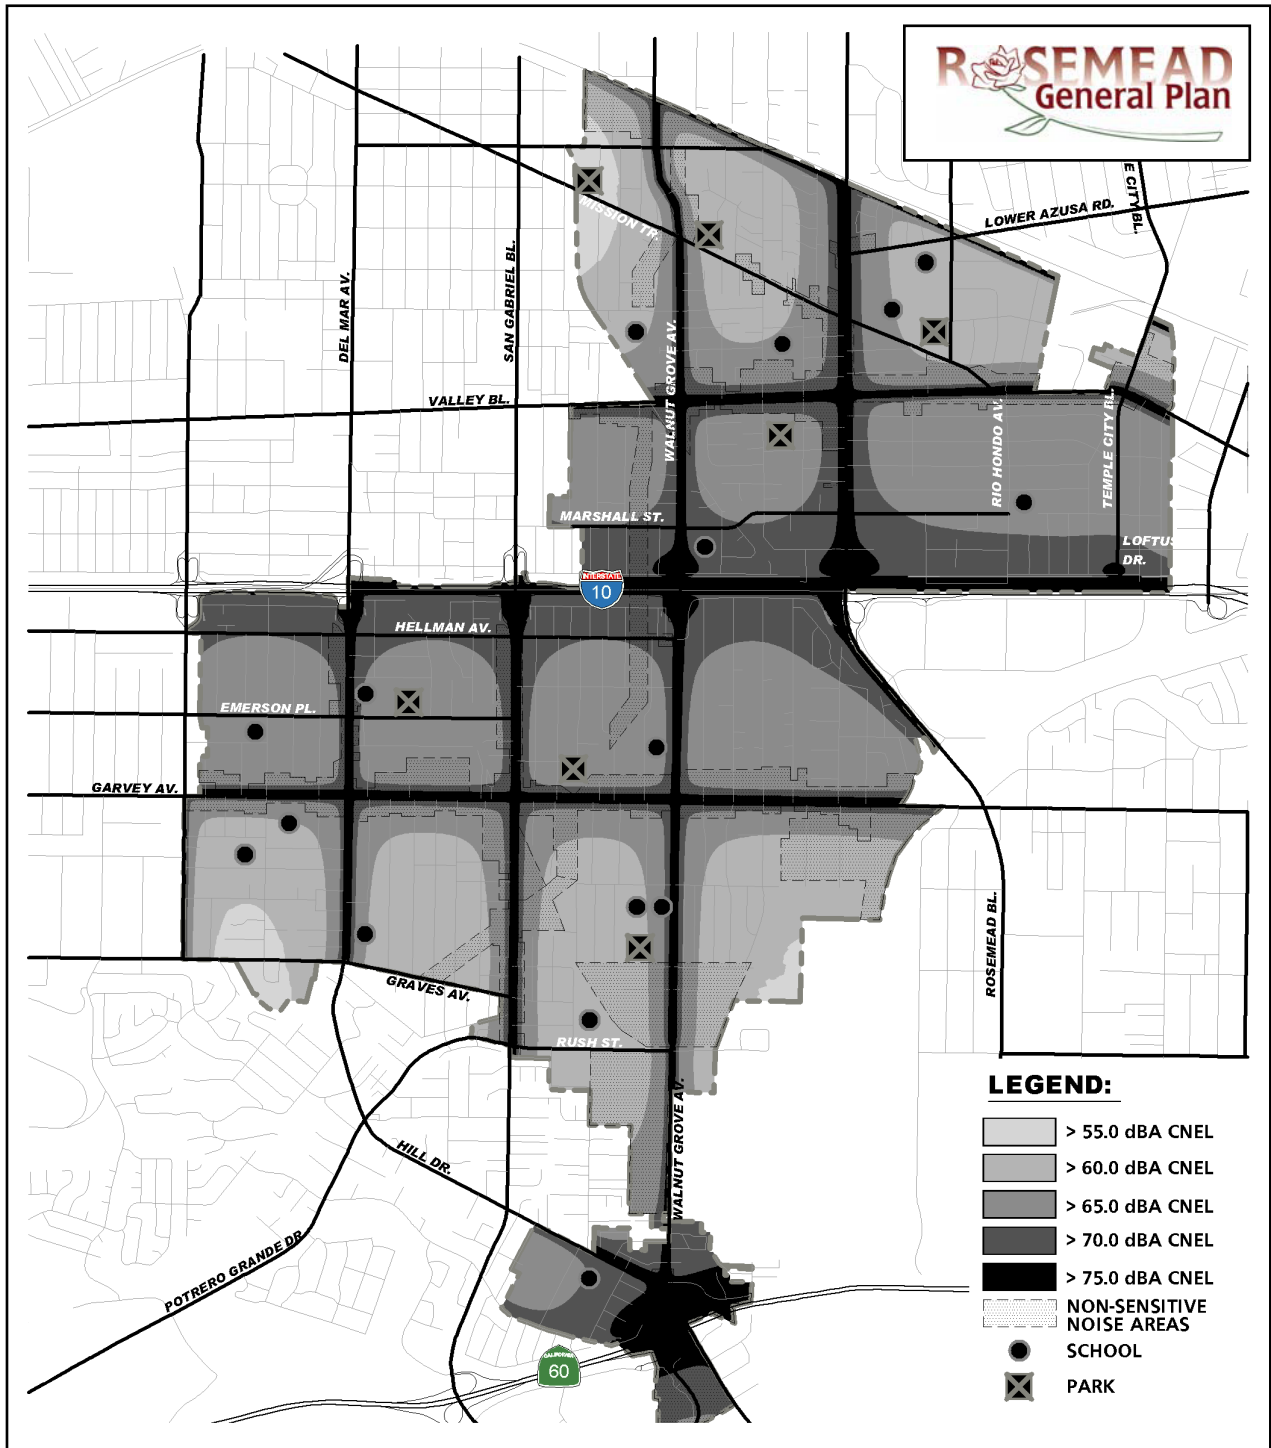 ROSEMEAD
General Plan
E CITY BL.
LOWER AZUSA RD.
MISSION TR.
SAN GABRIEL BL.
DEL MAR AV.
WALNUT GROVE AV.
VALLEY BL.
RIO HONDO AV.
TEMPLE CITY BL.
MARSHALL ST.
LOFTUS
DR.
INTERSTATE
10
HELLMAN AV.
EMERSON PL.
GARVEY AV.
ROSEMEAD BL.
GRAVES AV.
RUSH ST.
WALNUT GROVE AV.
HILL DR.
POTRERO GRANDE DR.
CALIFORNIA
60
LEGEND:
> 55.0 dBA CNEL
> 60.0 dBA CNEL
> 65.0 dBA CNEL
> 70.0 dBA CNEL
> 75.0 dBA CNEL
NON-SENSITIVE
NOISE AREAS
SCHOOL
PARK